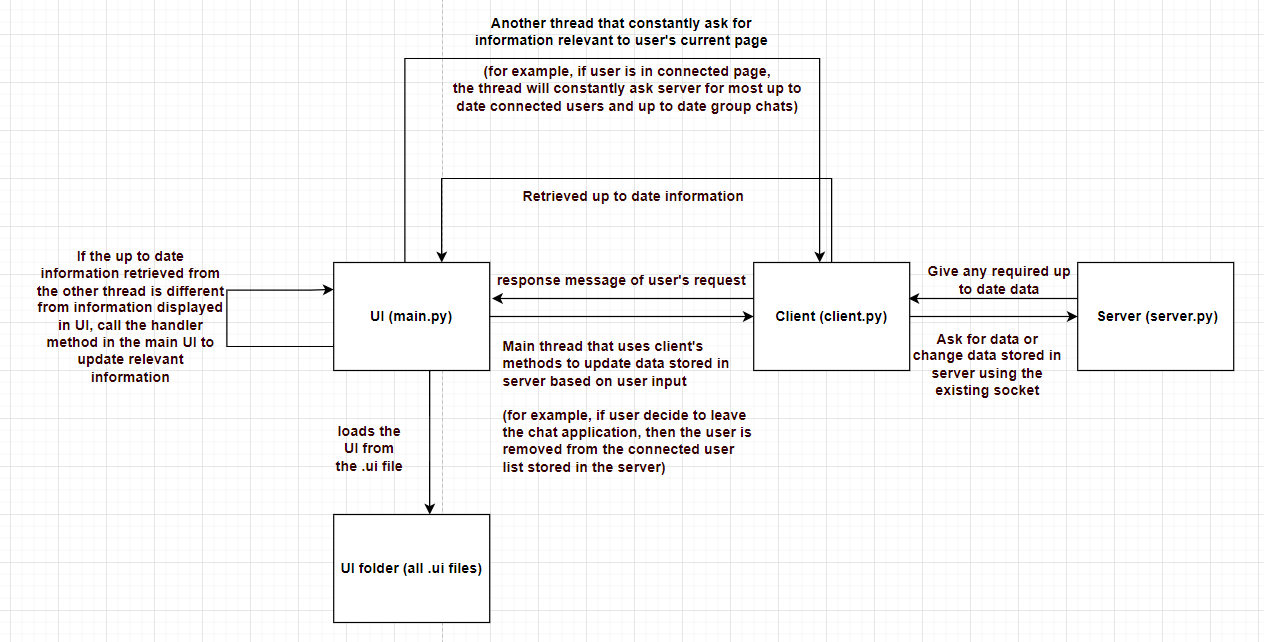 Another thread that constantly ask for
information relevant to user's current page
(for example, if user is in connected page,
the thread will constantly ask server for most up to
date connected users and up to date group chats)
Retrieved up to date information
If the up to date
information retrieved from
the other thread is different
from information displayed
in UI, call the handler
method in the main UI to
update relevant
information
UI (main.py)
response message of user's request
Main thread that uses client's
methods to update data stored in
server based on user input
(for example, if user decide to leave
the chat application, then the user is
removed from the connected user
list stored in the server)
Client (client.py)
Give any required up
to date data
Ask for data or
change data stored in
server using the
existing socket
Server (server.py)
loads the
UI from
the .ui file
UI folder (all .ui files)